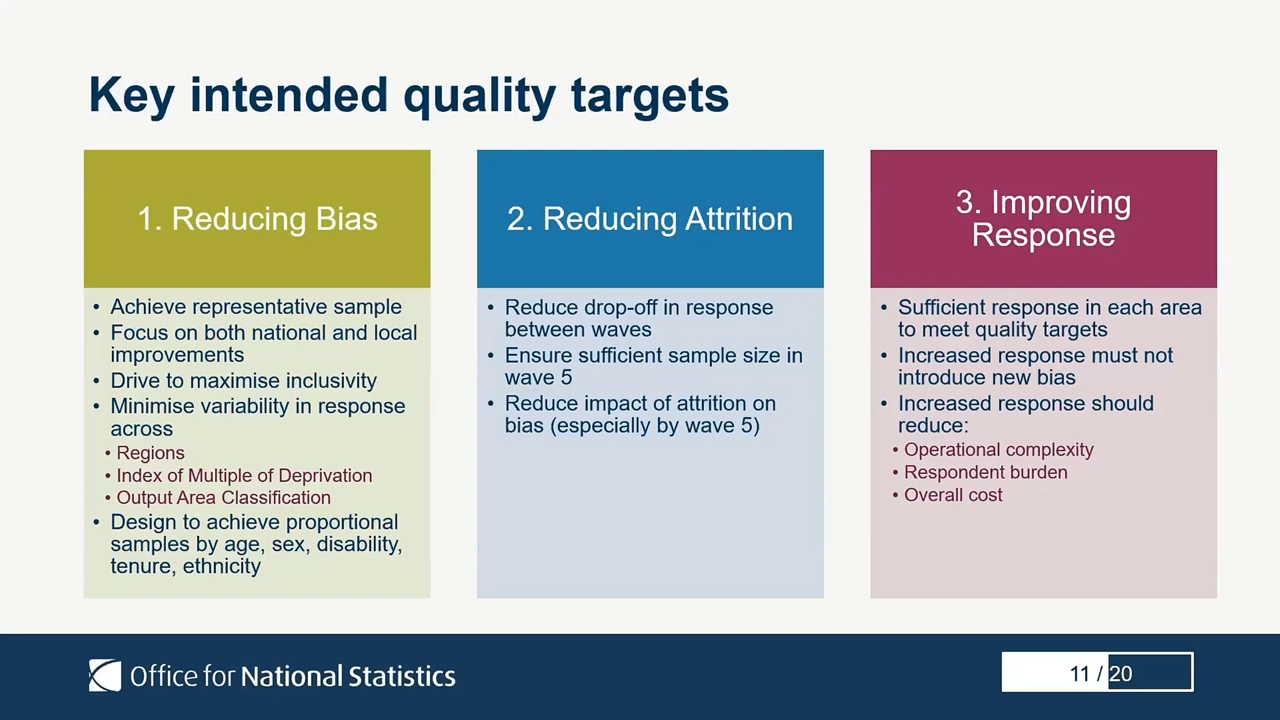 Key intended quality targets
1. Reducing Bias
• Achieve representative sample
• Focus on both national and local
improvements
• Drive to maximise inclusivity
• Minimise variability in response
across
• Regions
• Index of Multiple of Deprivation
• Output Area Classification
• Design to achieve proportional
samples by age, sex, disability,
tenure, ethnicity
2. Reducing Attrition
• Reduce drop-off in response
between waves
• Ensure sufficient sample size in
wave 5
• Reduce impact of attrition on
bias (especially by wave 5)
3. Improving
Response
• Sufficient response in each area
to meet quality targets
• Increased response must not
introduce new bias
• Increased response should
reduce:
• Operational complexity
• Respondent burden
• Overall cost
Office for National Statistics
11 / 20